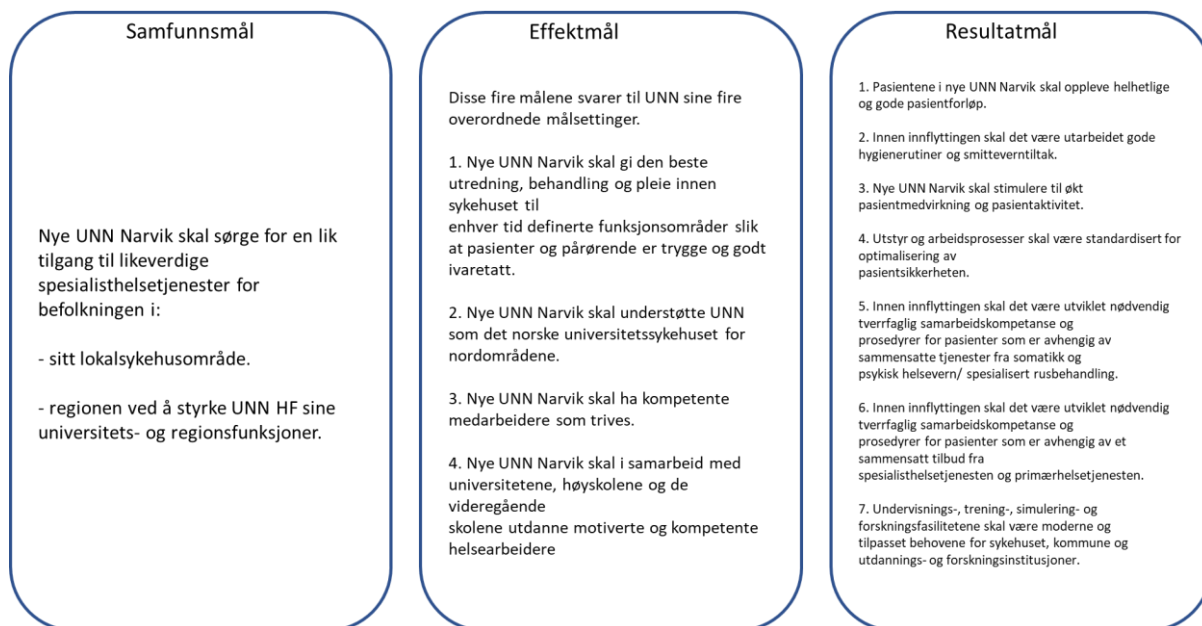 Samfunnsmål
Nye UNN Narvik skal sørge for en lik
tilgang til likeverdige
spesialisthelsetjenester for
befolkningen i:
- sitt lokalsykehusområde.
- regionen ved å styrke UNN HF sine
universitets- og regionsfunksjoner.
Effektmål
Disse fire målene svarer til UNN sine fire
overordnede målsettinger.
1. Nye UNN Narvik skal gi den beste
utredning, behandling og pleie innen
sykehuset til
enhver tid definerte funksjonsområder slik
at pasienter og pårørende er trygge og godt
ivaretatt.
2. Nye UNN Narvik skal understøtte UNN
som det norske universitetssykehuset for
nordområdene.
3. Nye UNN Narvik skal ha kompetente
medarbeidere som trives.
4. Nye UNN Narvik skal i samarbeid med
universitetene, høyskolene og de
videregående
skolene utdanne motiverte og kompetente
helsearbeidere
Resultatmål
1. Pasientene i nye UNN Narvik skal oppleve helhetlige
og gode pasientforløp.
2. Innen innflyttingen skal det være utarbeidet gode
hygienerutiner og smitteverntiltak.
3. Nye UNN Narvik skal stimulere til økt
pasientmedvirkning og pasientaktivitet.
4. Utstyr og arbeidsprosesser skal være standardisert for
optimalisering av
pasientsikkerheten.
5. Innen innflyttingen skal det være utviklet nødvendig
tverrfaglig samarbeidskompetanse og
prosedyrer for pasienter som er avhengig av
sammensatte tjenester fra somatikk og
psykisk helsevern/ spesialisert rusbehandling.
6. Innen innflyttingen skal det være utviklet nødvendig
tverrfaglig samarbeidskompetanse og
prosedyrer for pasienter som er avhengig av et
sammensatt tilbud fra
spesialisthelsetjenesten og primærhelsetjenesten.
7. Undervisnings-, trening-, simulering- og
forskningsfasilitetene skal være moderne og
tilpasset behovene for sykehuset, kommune og
utdannings- og forskningsinstitusjoner.